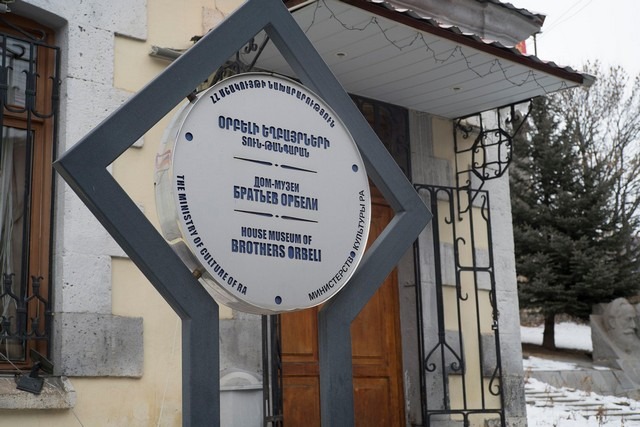 ՀՀ ՄՇԱԿՈՒՅԹԻ ՆԱԽԱՐԱՐՈՒԹՅՈՒՆ
ՕՐԲԵԼԻ ԵՂԲԱՅՐՆԵՐԻ
ՏՈՒՆ-ԹԱՆԳԱՐԱՆ
ДОМ-МУЗЕЙ
БРАТЬЕВ ОРБЕЛИ
HOUSE MUSEUM OF
BROTHERS ORBELI
THE MINISTRY OF CULTURE OF RA
МИНИСТЕРСТВО КУЛЬТУРЫ РА